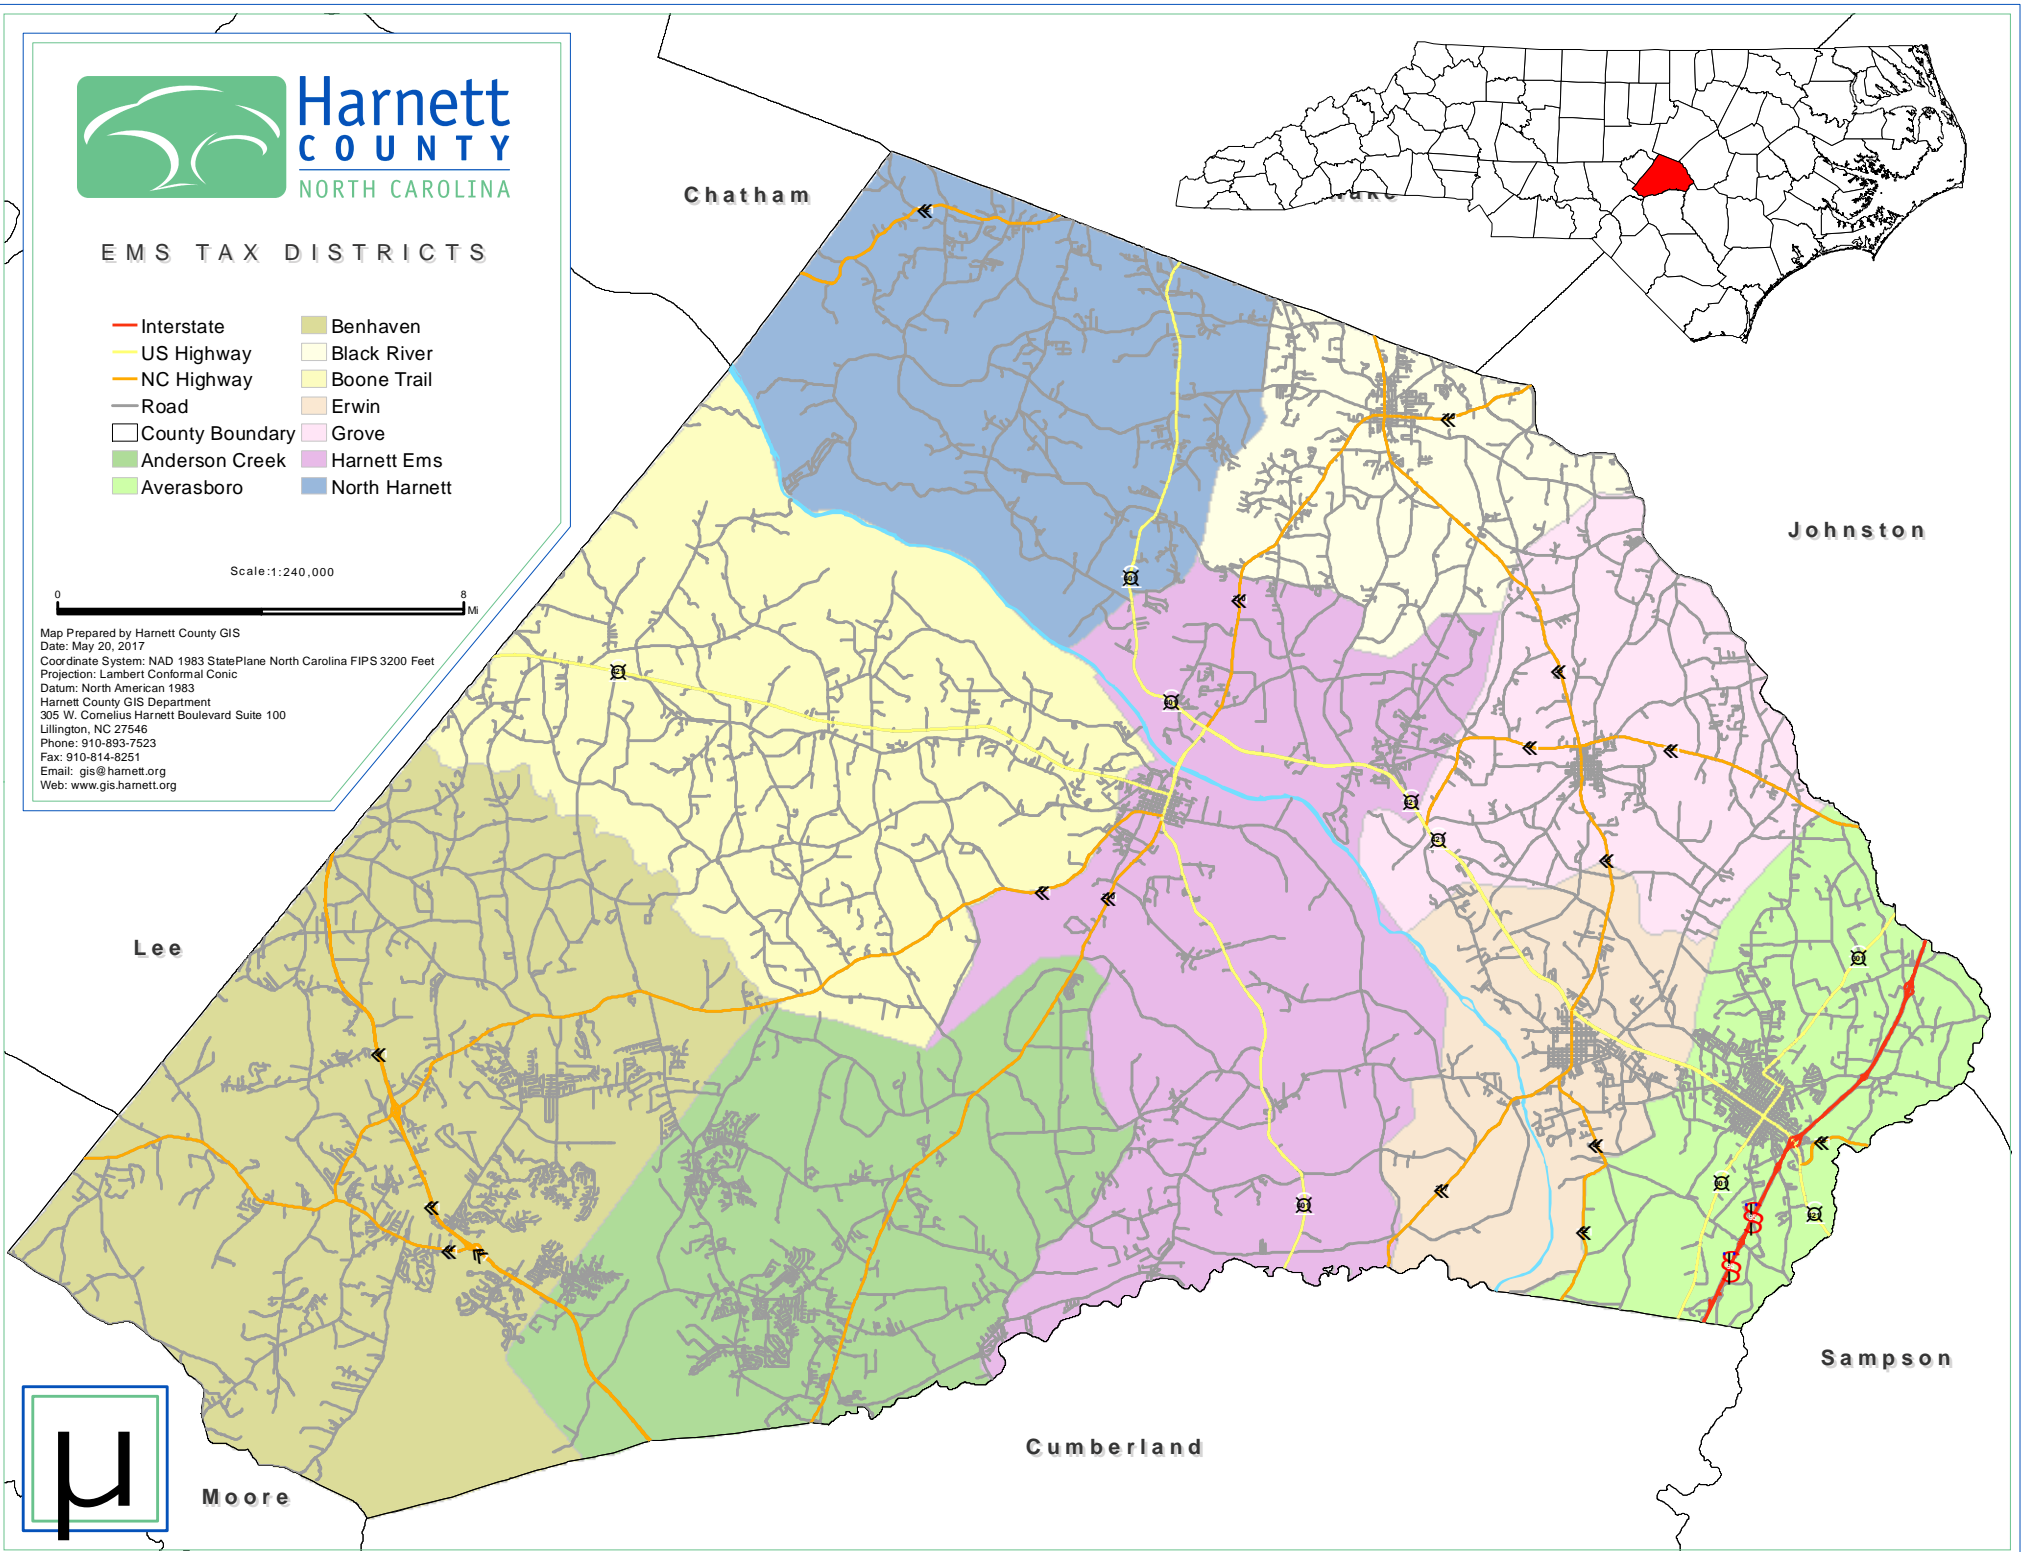 Harnett
COUNTY
NORTH CAROLINA
EMS TAX DISTRICTS
Interstate
US Highway
NC Highway
Road
County Boundary
Anderson Creek
Averasboro
Benhaven
Black River
Boone Trail
Erwin
Grove
Harnett Ems
North Harnett
Scale:1:240,000
0 8
Mi
Map Prepared by Harnett County GIS
Date: May 20, 2017
Coordinate System: NAD 1983 StatePlane North Carolina FIPS 3200 Feet
Projection: Lambert Conformal Conic
Datum: North American 1983
Harnett County GIS Department
305 W. Cornelius Harnett Boulevard Suite 100
Lillington, NC 27546
Phone: 910-893-7523
Fax: 910-814-8251
Email: gis@harnett.org
Web: www.gis.harnett.org
Chatham
Johnston
Lee
Sampson
Cumberland
Moore
µ